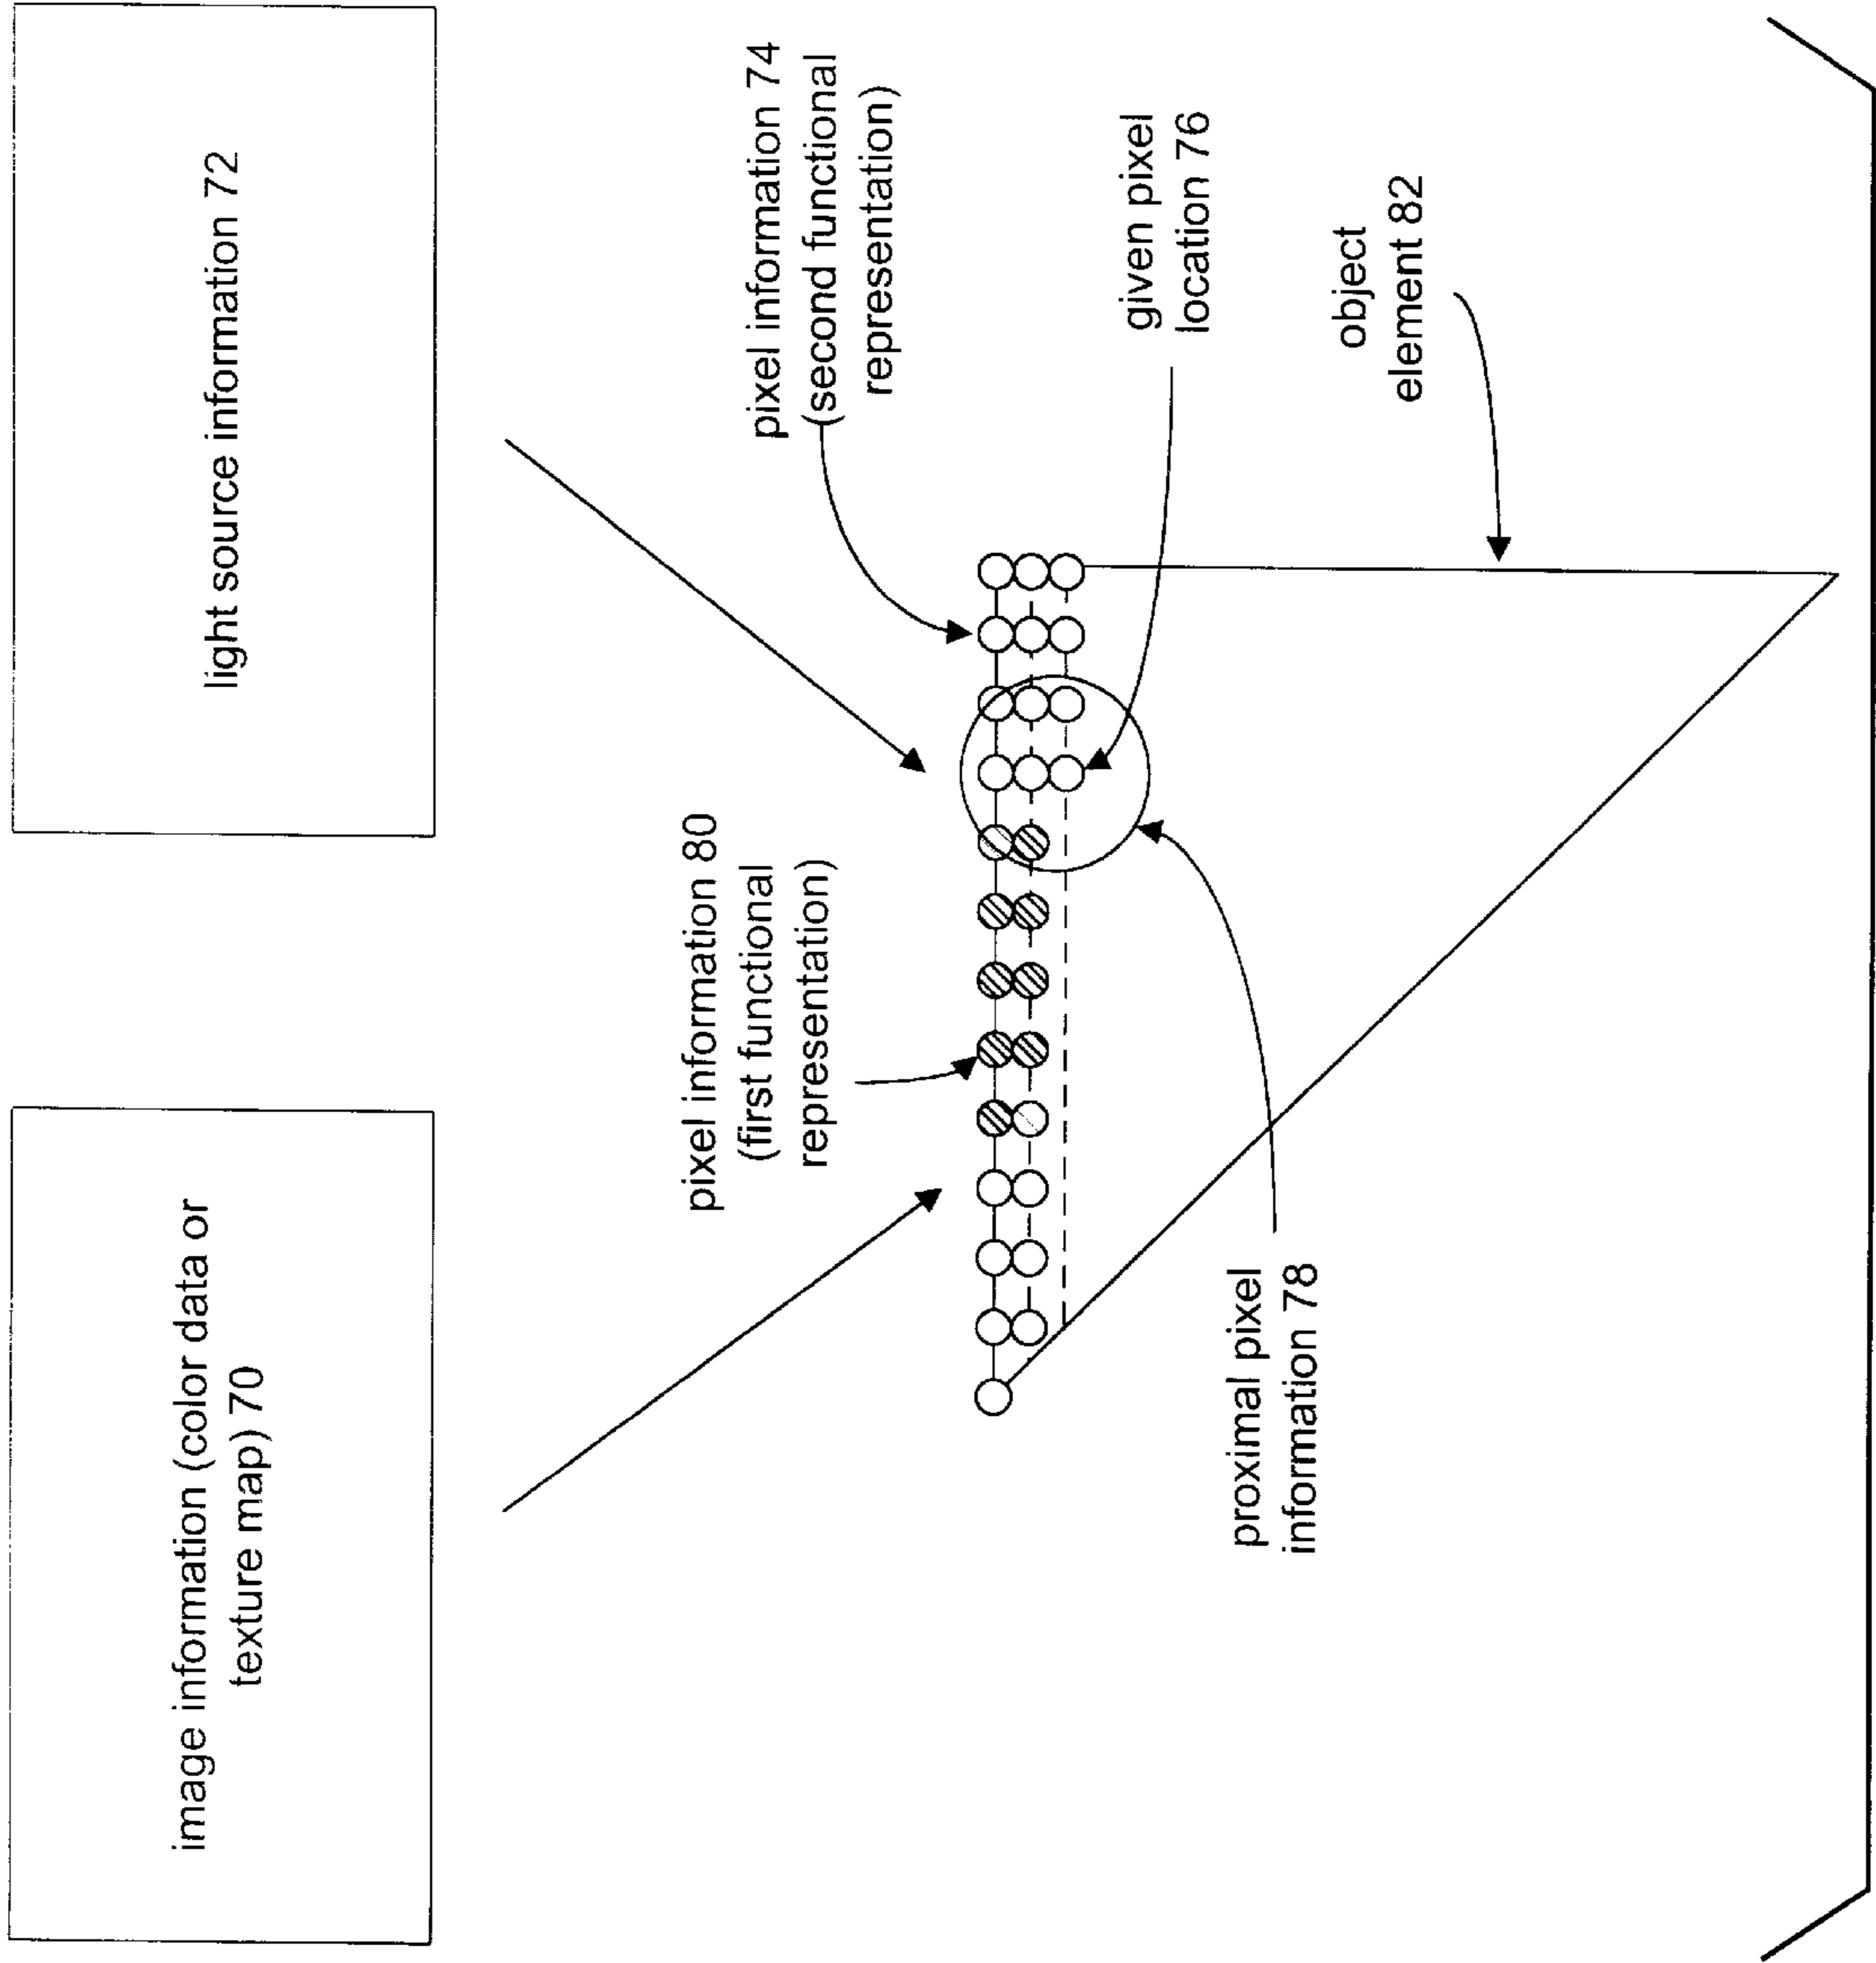 image information (color data or
texture map) 70
light source information 72
pixel information 80
(first functional
representation)
pixel information 74
(second functional
representation)
given pixel
location 76
proximal pixel
information 78
object
element 82